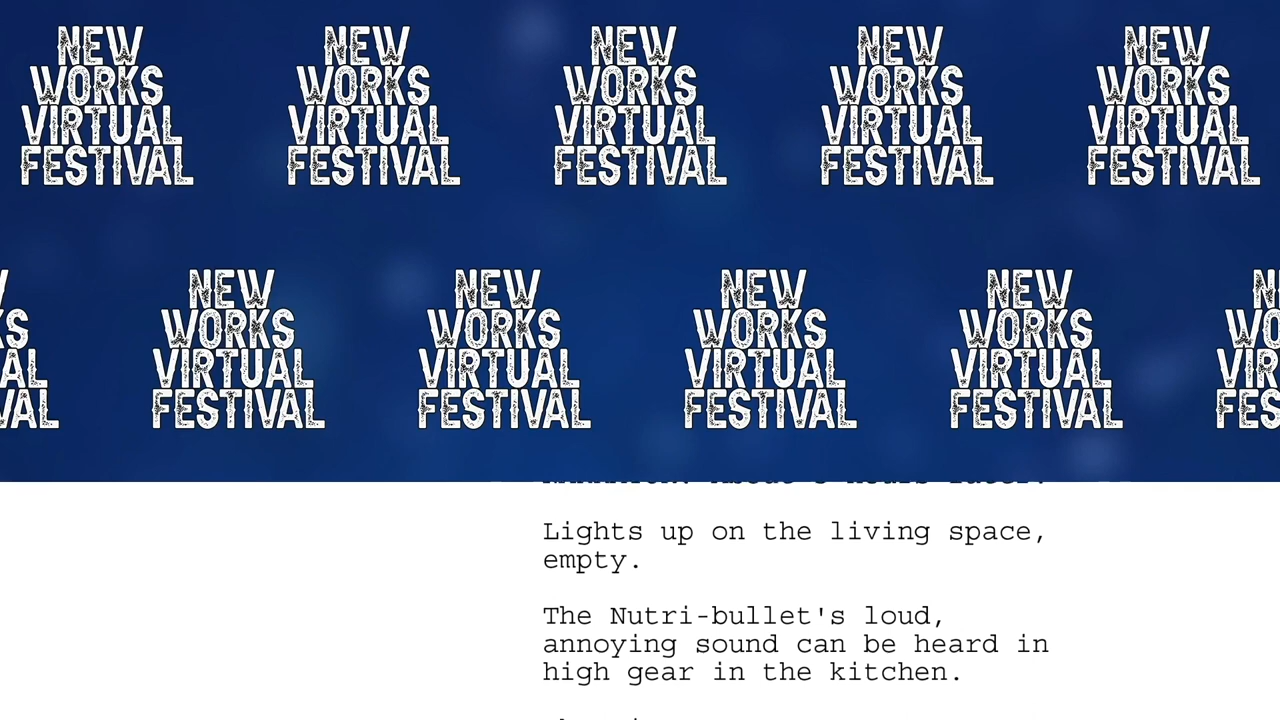 NEW NEW NEW NEW NEW
WORKS WORKS WORKS WORKS WORKS
VIRTUAL VIRTUAL VIRTUAL VIRTUAL VIRTUAL
FESTIVAL FESTIVAL FESTIVAL FESTIVAL FESTIVAL
NEW NEW NEW NEW
WORKS WORKS WORKS WORKS
VIRTUAL VIRTUAL VIRTUAL VIRTUAL
FESTIVAL FESTIVAL FESTIVAL FESTIVAL
Lights up on the living space,
empty.
The Nutri-bullet's loud,
annoying sound can be heard in
high gear in the kitchen.